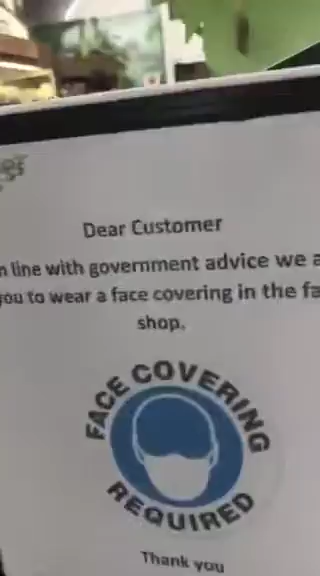 Dear Customer
n line with government advice we a
you to wear a face covering in the fa
shop.
FACE COVERING
REQUIRED
Thank you